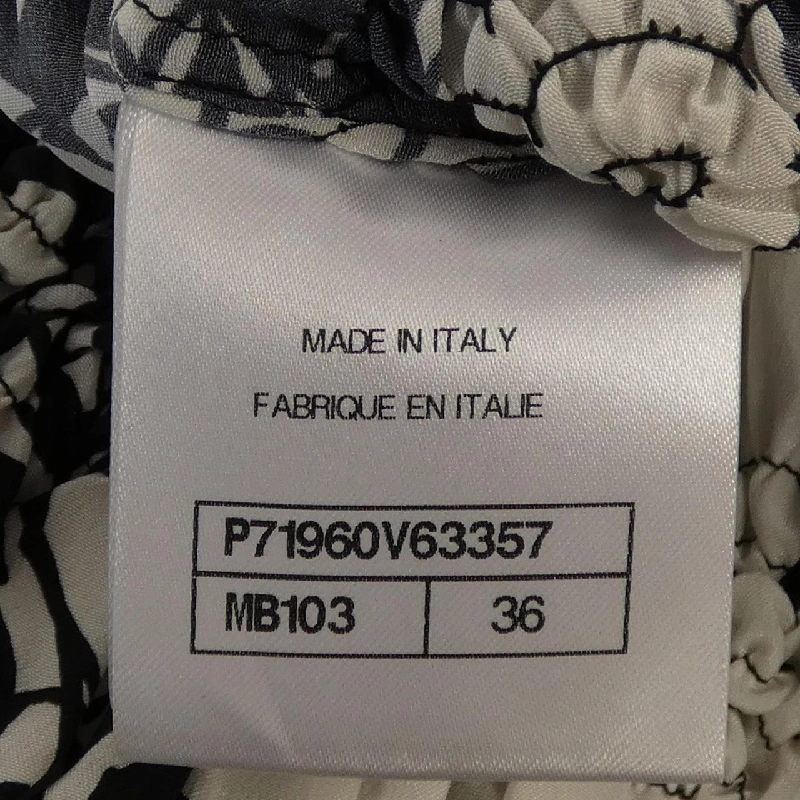 MADE IN ITALY
FABRIQUE EN ITALIE
P71960V63357
MB103 36